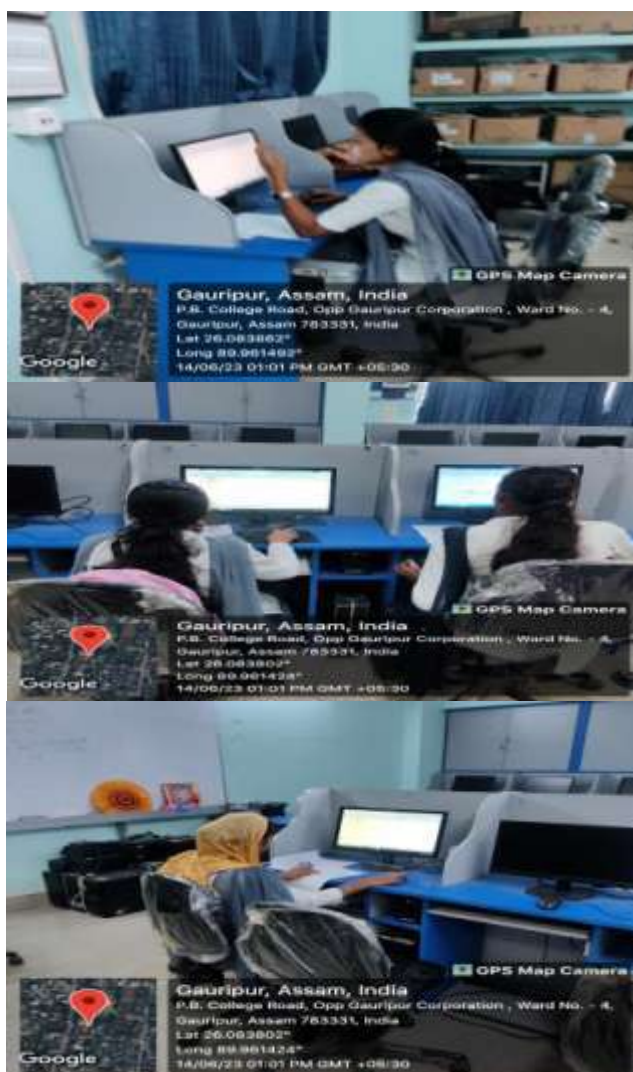 GPS Map Camera
Gauripur, Assam, India
P.B. College Road, Opp Gauripur Corporation , Ward No. - 4,
Gauripur, Assam 783331, India
Lat 26.083862°
Long 89.961492°
14/06/23 01:01 PM GMT +05:30
Google
GPS Map Camera
Gauripur, Assam, India
P.B. College Road, Opp Gauripur Corporation , Ward No. - 4,
Gauripur, Assam 783331, India
Lat 26.083802°
Long 89.961424°
14/06/23 01:01 PM GMT +05:30
Google
GPS Map Camera
Gauripur, Assam, India
P.B. College Road, Opp Gauripur Corporation , Ward No. - 4,
Gauripur, Assam 783331, India
Lat 26.083802°
Long 89.961424°
14/06/23 01:01 PM GMT +05:30
Google